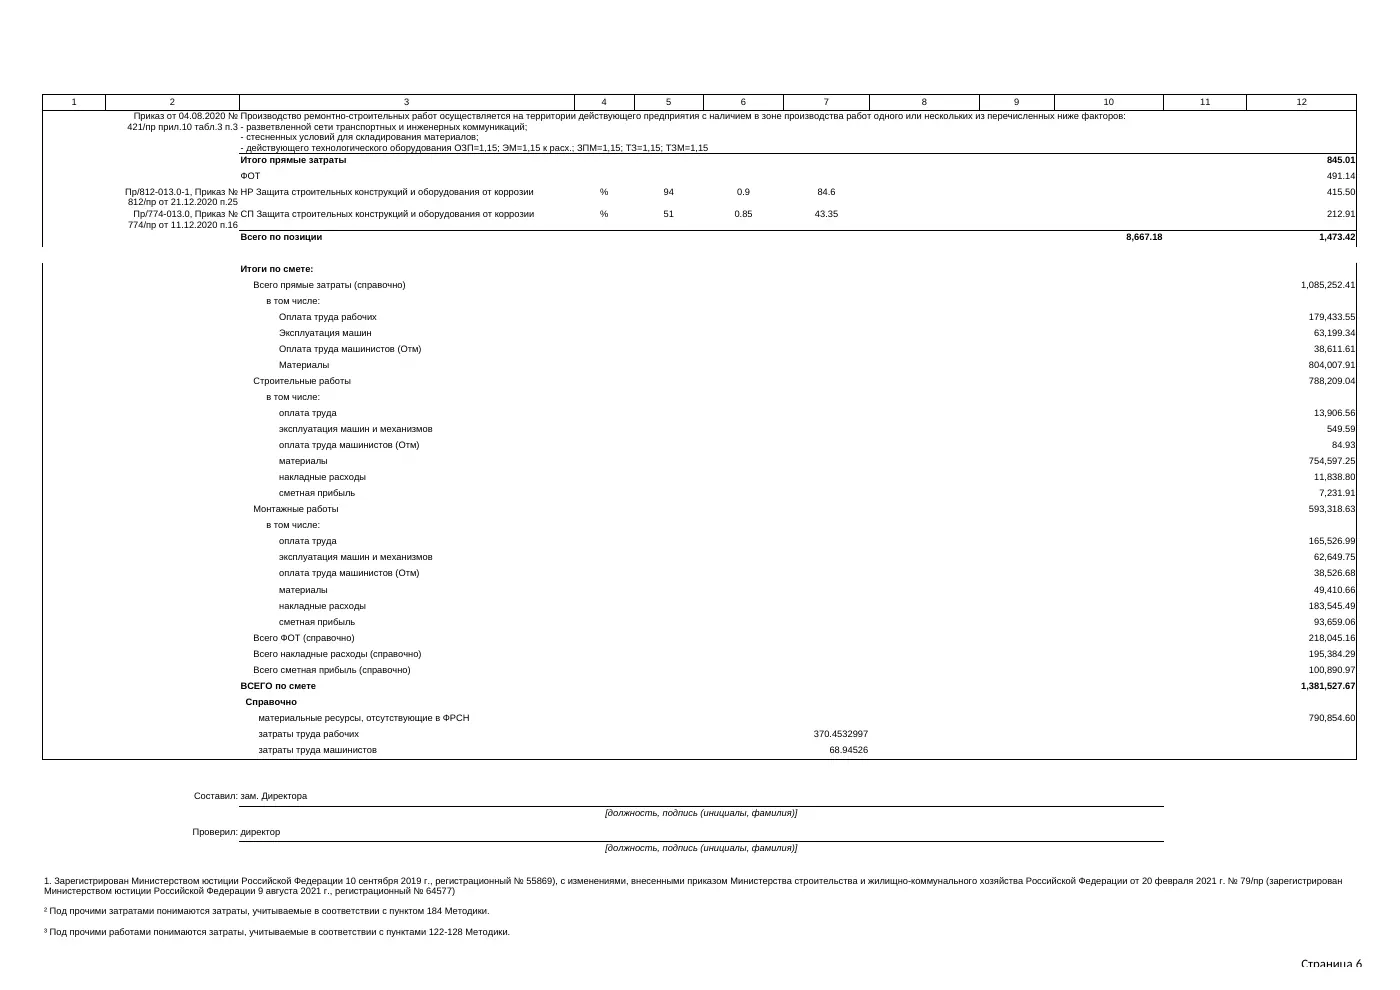 1 2 3 4 5 6 7 8 9 10 11 12
Приказ от 04.08.2020 № Производство ремонтно-строительных работ осуществляется на территории действующего предприятия с наличием в зоне производства работ одного или нескольких из перечисленных ниже факторов:
421/пр прил.10 табл.3 п.3 - разветвленной сети транспортных и инженерных коммуникаций;
- стесненных условий для складирования материалов;
- действующего технологического оборудования ОЗП=1,15; ЭМ=1,15 к расх.; ЗПМ=1,15; ТЗ=1,15; ТЗМ=1,15
Итого прямые затраты 845.01
ФОТ 491.14
Пр/812-013.0-1, Приказ № НР Защита строительных конструкций и оборудования от коррозии % 94 0.9 84.6 415.50
812/пр от 21.12.2020 п.25
Пр/774-013.0, Приказ № СП Защита строительных конструкций и оборудования от коррозии % 51 0.85 43.35 212.91
774/пр от 11.12.2020 п.16
Всего по позиции 8,667.18 1,473.42
Итоги по смете:
Всего прямые затраты (справочно) 1,085,252.41
в том числе:
Оплата труда рабочих 179,433.55
Эксплуатация машин 63,199.34
Оплата труда машинистов (Отм) 38,611.61
Материалы 804,007.91
Строительные работы 788,209.04
в том числе:
оплата труда 13,906.56
эксплуатация машин и механизмов 549.59
оплата труда машинистов (Отм) 84.93
материалы 754,597.25
накладные расходы 11,838.80
сметная прибыль 7,231.91
Монтажные работы 593,318.63
в том числе:
оплата труда 165,526.99
эксплуатация машин и механизмов 62,649.75
оплата труда машинистов (Отм) 38,526.68
материалы 49,410.66
накладные расходы 183,545.49
сметная прибыль 93,659.06
Всего ФОТ (справочно) 218,045.16
Всего накладные расходы (справочно) 195,384.29
Всего сметная прибыль (справочно) 100,890.97
ВСЕГО по смете 1,381,527.67
Справочно
материальные ресурсы, отсутствующие в ФРСН 790,854.60
затраты труда рабочих 370.4532997
затраты труда машинистов 68.94526
Составил: зам. Директора
[должность, подпись (инициалы, фамилия)]
Проверил: директор
[должность, подпись (инициалы, фамилия)]
1. Зарегистрирован Министерством юстиции Российской Федерации 10 сентября 2019 г., регистрационный № 55869), с изменениями, внесенными приказом Министерства строительства и жилищно-коммунального хозяйства Российской Федерации от 20 февраля 2021 г. № 79/пр (зарегистрирован
Министерством юстиции Российской Федерации 9 августа 2021 г., регистрационный № 64577)
² Под прочими затратами понимаются затраты, учитываемые в соответствии с пунктом 184 Методики.
³ Под прочими работами понимаются затраты, учитываемые в соответствии с пунктами 122-128 Методики.
Страница 6